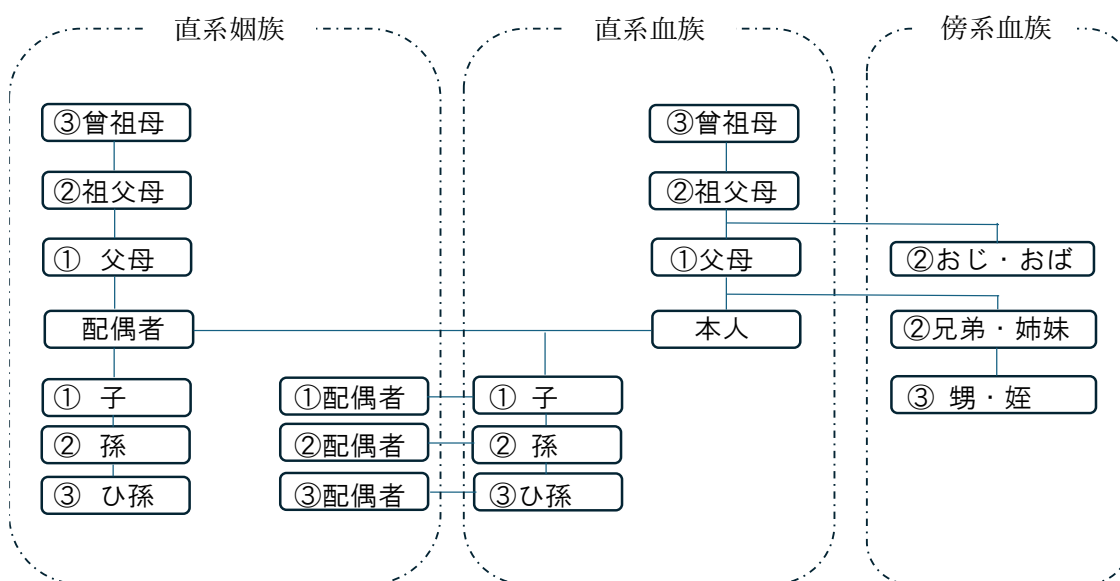 直系姻族
直系血族
傍系血族
③曾祖母
②祖父母
① 父母
配偶者
① 子
② 孫
③ ひ孫
①配偶者
②配偶者
③配偶者
③曾祖母
②祖父母
①父母
本人
① 子
② 孫
③ひ孫
②おじ・おば
②兄弟・姉妹
③ 甥・姪